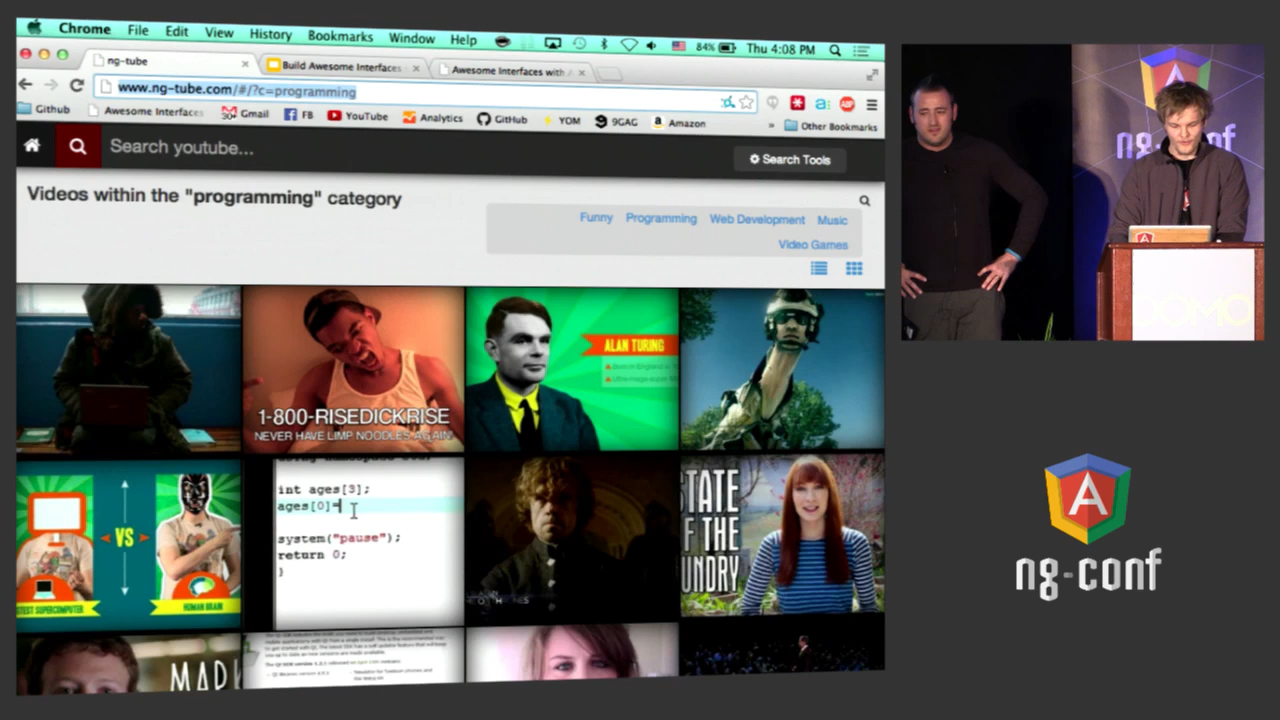 Chrome File Edit View History Bookmarks Window Help 84% Thu 4:08 PM
ng-tube Build Awesome Interfaces Awesome Interfaces with
www.ng-tube.com/#/?c=programming
Github Awesome Interfaces Gmail FB YouTube Analytics GitHub YOM 9GAG Amazon » Other Bookmarks
Search youtube... Search Tools
Videos within the "programming" category
Funny Programming Web Development Music
Video Games
ALAN TURING
1-800-RISEDICKRISE
NEVER HAVE LIMP NOODLES AGAIN!
VS
HUMAN BRAIN
int ages[3];
ages[0]=
system("pause");
return 0;
}
STATE
OF THE
ng-conf
DOMO
A
ng-conf